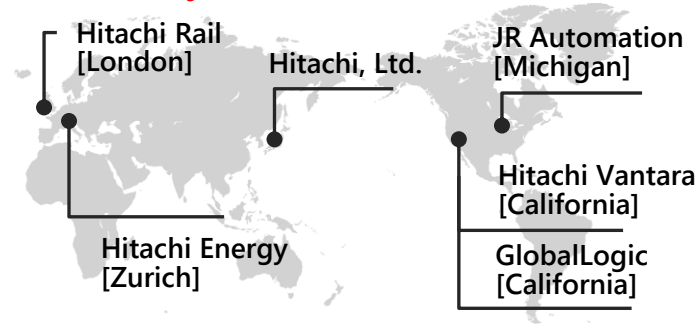 Hitachi Rail
[London]
Hitachi, Ltd.
JR Automation
[Michigan]
Hitachi Vantara
[California]
Hitachi Energy
[Zurich]
GlobalLogic
[California]